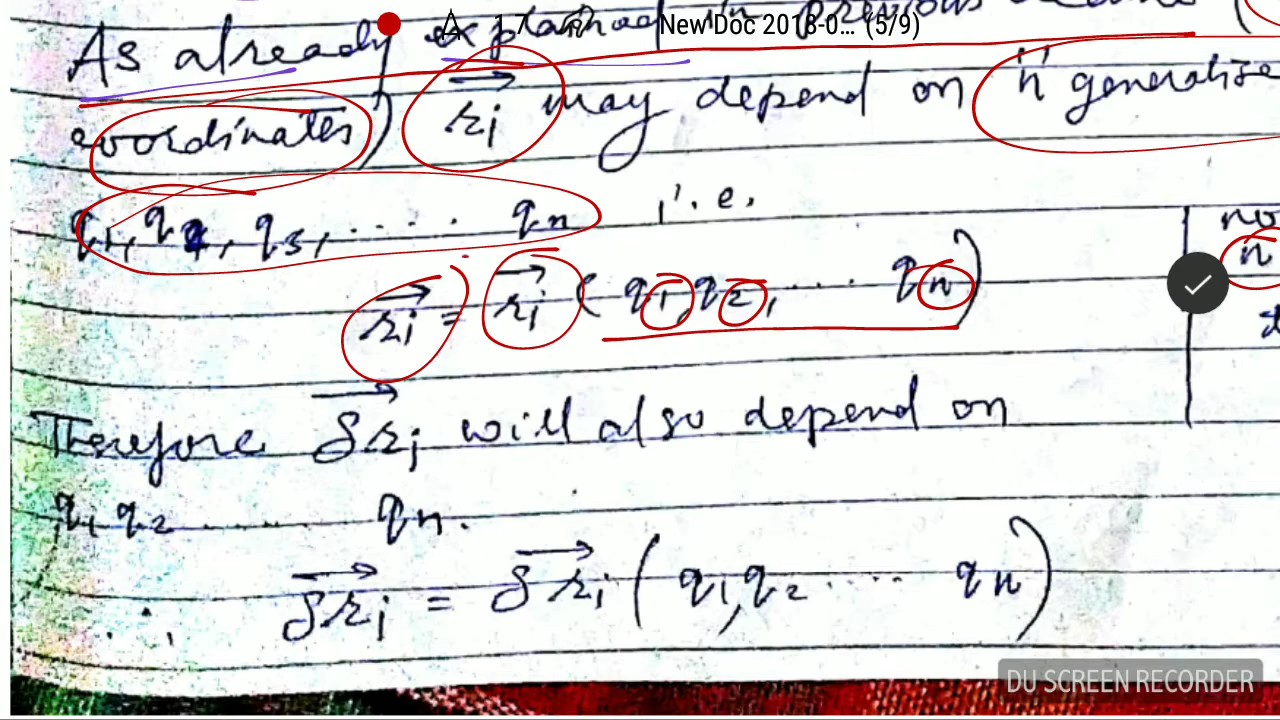 NewDoc 2018-0... (5/9)
As already explained in previous
coordinates) r⃗i may depend on 'n' generalise
q1, q2, q3, ..... qn i.e.
r⃗i = r⃗i ( q1, q2, .... qn)
n
Therefore δr⃗i will also depend on
q1 q2 ....... qn.
∴ δr⃗i = δr⃗i ( q1, q2 ..... qn)
DU SCREEN RECORDER